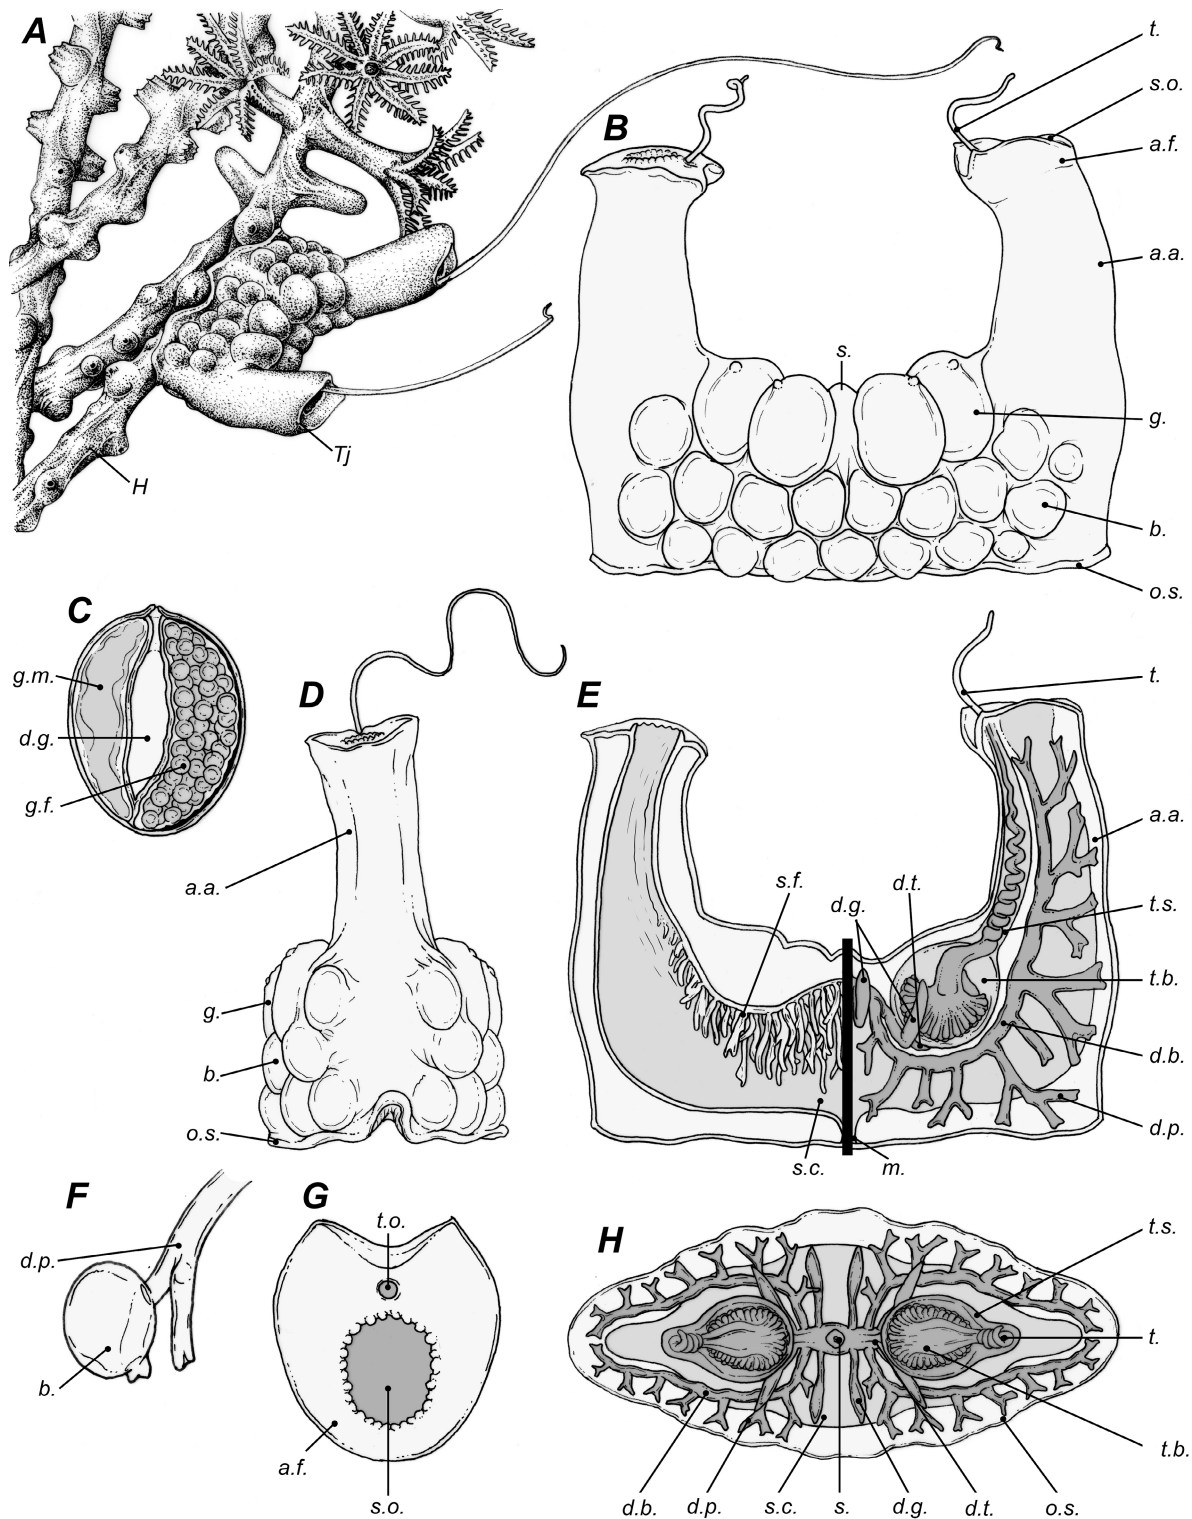 A
Tj
H
B
t.
s.o.
a.f.
a.a.
s.
g.
b.
o.s.
C
g.m.
d.g.
g.f.
D
a.a.
g.
b.
o.s.
E
t.
a.a.
s.f.
d.g.
d.t.
t.s.
t.b.
d.b.
d.p.
s.c.
m.
F
d.p.
b.
G
t.o.
a.f.
s.o.
H
t.s.
t.
t.b.
d.b.
d.p.
s.c.
s.
d.g.
d.t.
o.s.